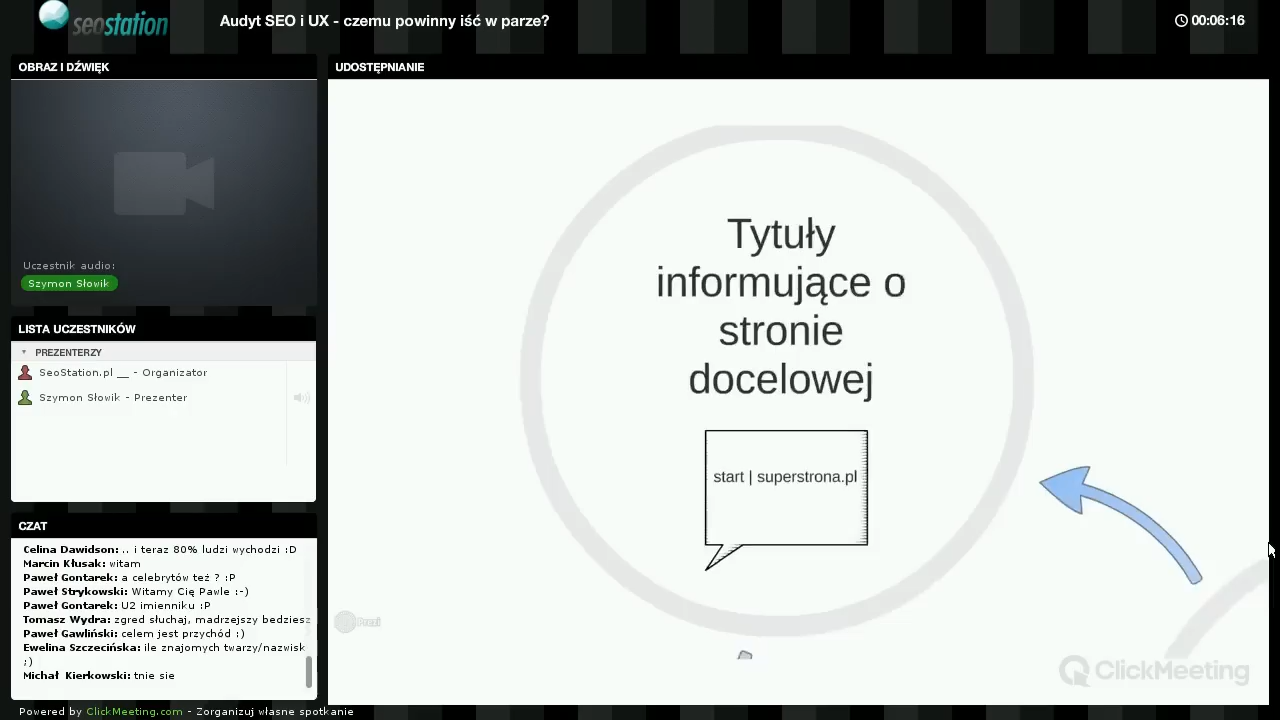 seostation
Audyt SEO i UX - czemu powinny iść w parze?
00:06:16
OBRAZ I DŹWIĘK
Uczestnik audio:
Szymon Słowik
LISTA UCZESTNIKÓW
PREZENTERZY
SeoStation.pl __ - Organizator
Szymon Słowik - Prezenter
CZAT
Celina Dawidson: .. i teraz 80% ludzi wychodzi :D
Marcin Kłusak: witam
Paweł Gontarek: a celebrytów też ? :P
Paweł Strykowski: Witamy Cię Pawle :-)
Paweł Gontarek: U2 imienniku :P
Tomasz Wydra: zgred słuchaj, madrzejszy bedziesz
Paweł Gawliński: celem jest przychód :)
Ewelina Szczecińska: ile znajomych twarzy/nazwisk
;)
Michał Kierkowski: tnie sie
Powered by ClickMeeting.com - Zorganizuj własne spotkanie
UDOSTĘPNIANIE
Tytuły
informujące o
stronie
docelowej
start | superstrona.pl
Prezi
ClickMeeting